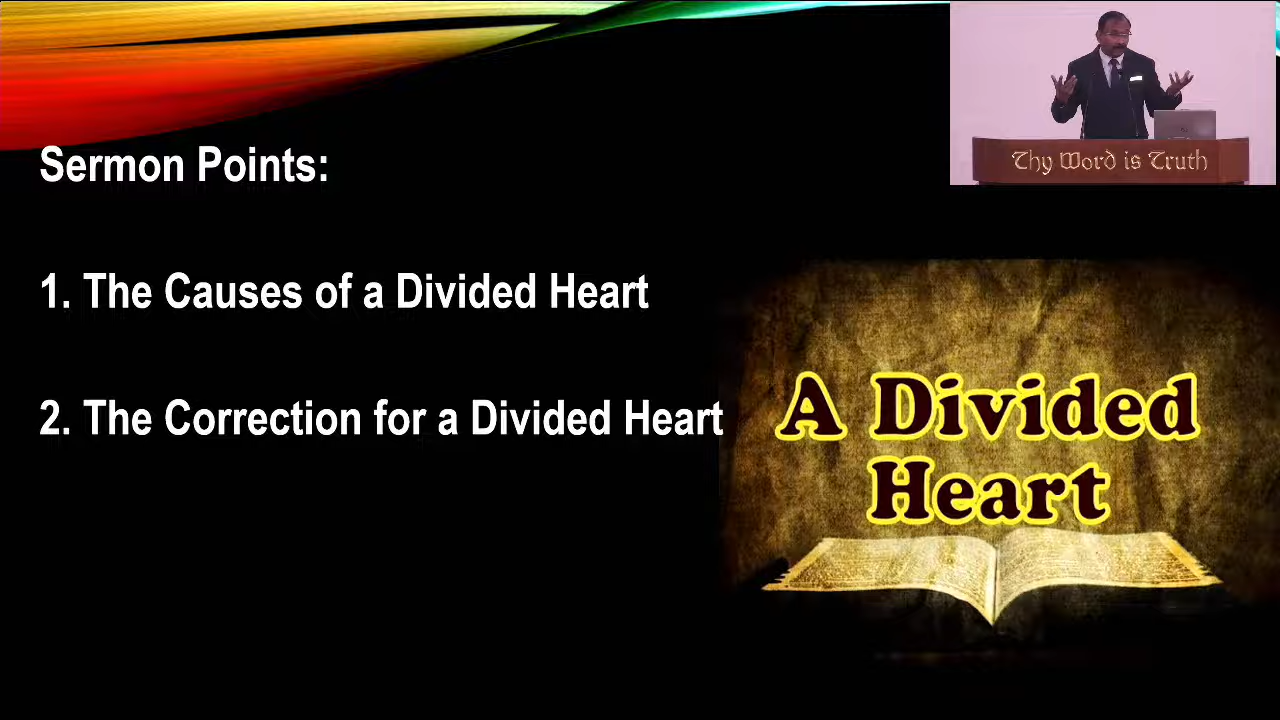 Thy Word is Truth
Sermon Points:
1. The Causes of a Divided Heart
2. The Correction for a Divided Heart
A Divided
Heart